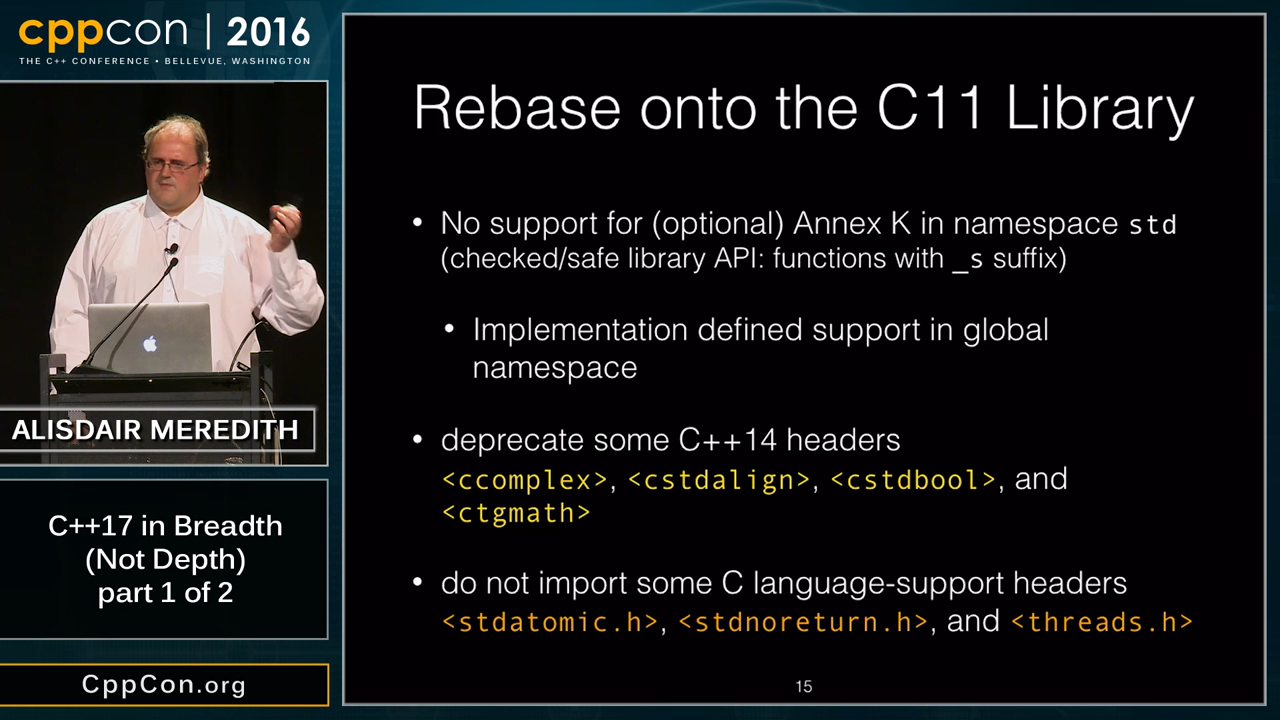 cppcon | 2016
THE C++ CONFERENCE • BELLEVUE, WASHINGTON
ALISDAIR MEREDITH
C++17 in Breadth
(Not Depth)
part 1 of 2
CppCon.org
Rebase onto the C11 Library
• No support for (optional) Annex K in namespace std
(checked/safe library API: functions with _s suffix)
• Implementation defined support in global
namespace
• deprecate some C++14 headers
<ccomplex>, <cstdalign>, <cstdbool>, and
<ctgmath>
• do not import some C language-support headers
<stdatomic.h>, <stdnoreturn.h>, and <threads.h>
15